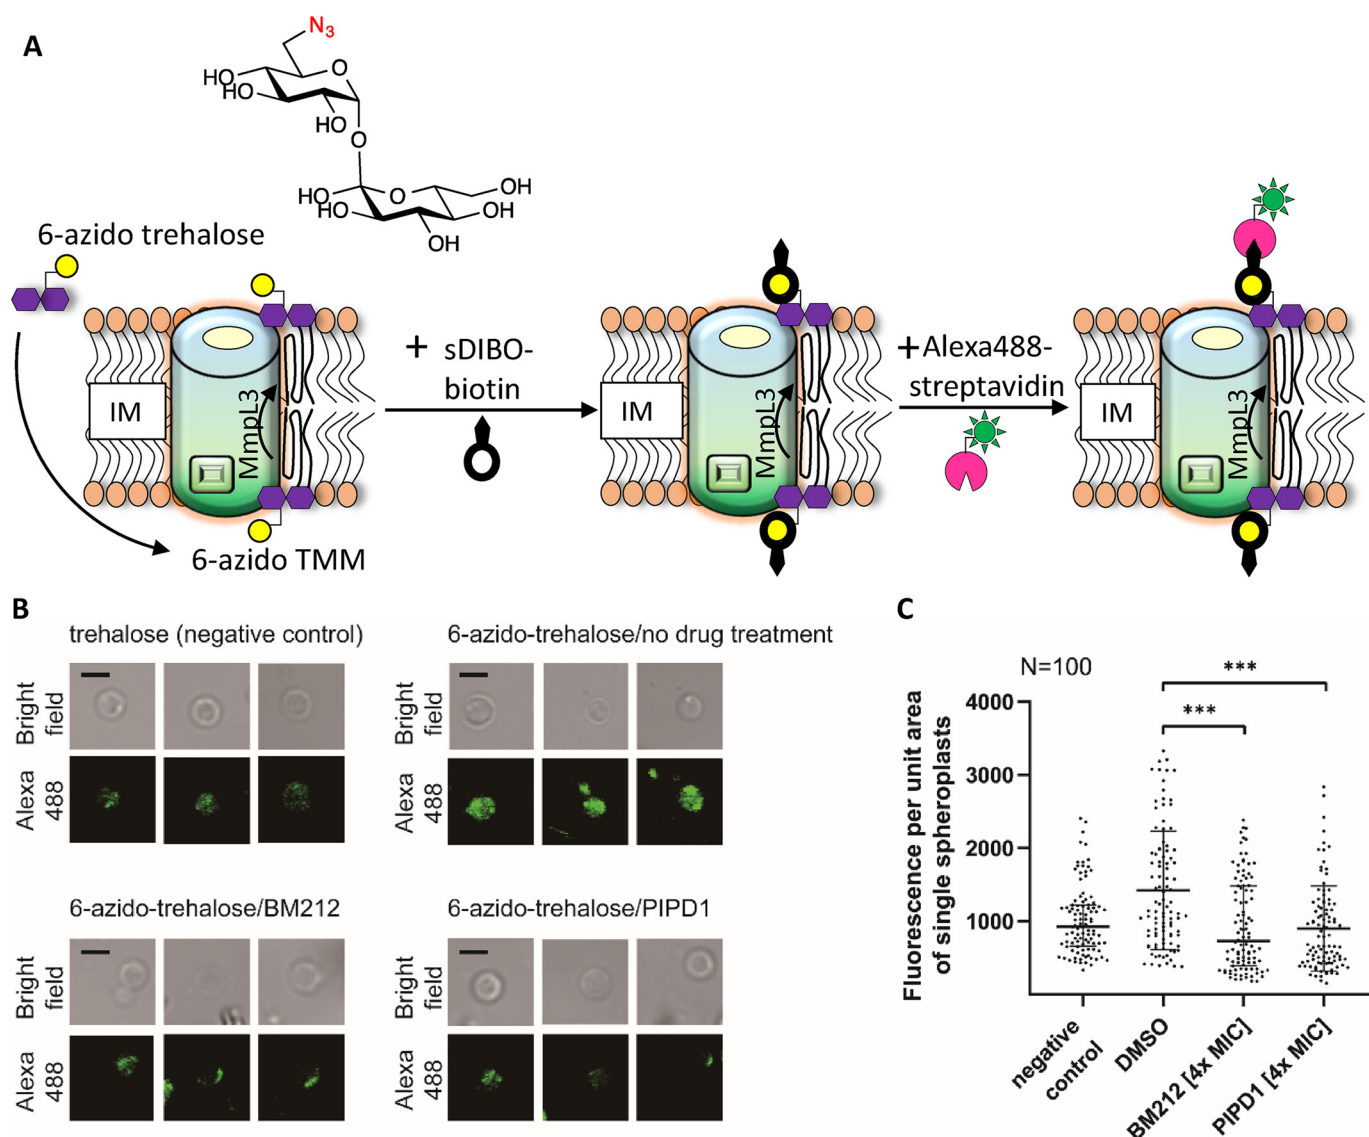 A
N3
O
HO
HO
HO
O
HO
O
OH
HO
OH
OH
6-azido trehalose
IM
MmpL3
6-azido TMM
+ sDIBO-
biotin
IM
MmpL3
+Alexa488-
streptavidin
IM
MmpL3
B
trehalose (negative control)
Bright
field
Alexa
488
6-azido-trehalose/no drug treatment
Bright
field
Alexa
488
6-azido-trehalose/BM212
Bright
field
Alexa
488
6-azido-trehalose/PIPD1
Bright
field
Alexa
488
C
N=100
***
***
Fluorescence per unit area
of single spheroplasts
4000
3000
2000
1000
negative
control
DMSO
BM212 [4x MIC]
PIPD1 [4x MIC]